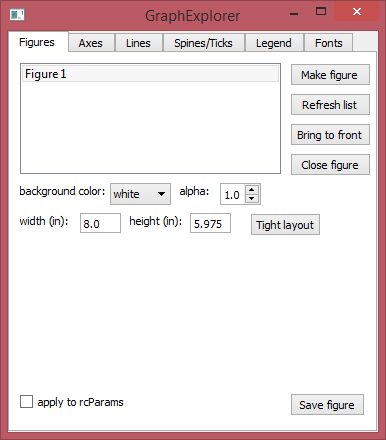 GraphExplorer
Figures Axes Lines Spines/Ticks Legend Fonts
Figure 1
Make figure
Refresh list
Bring to front
Close figure
background color: white alpha: 1.0
width (in): 8.0 height (in): 5.975 Tight layout
apply to rcParams Save figure